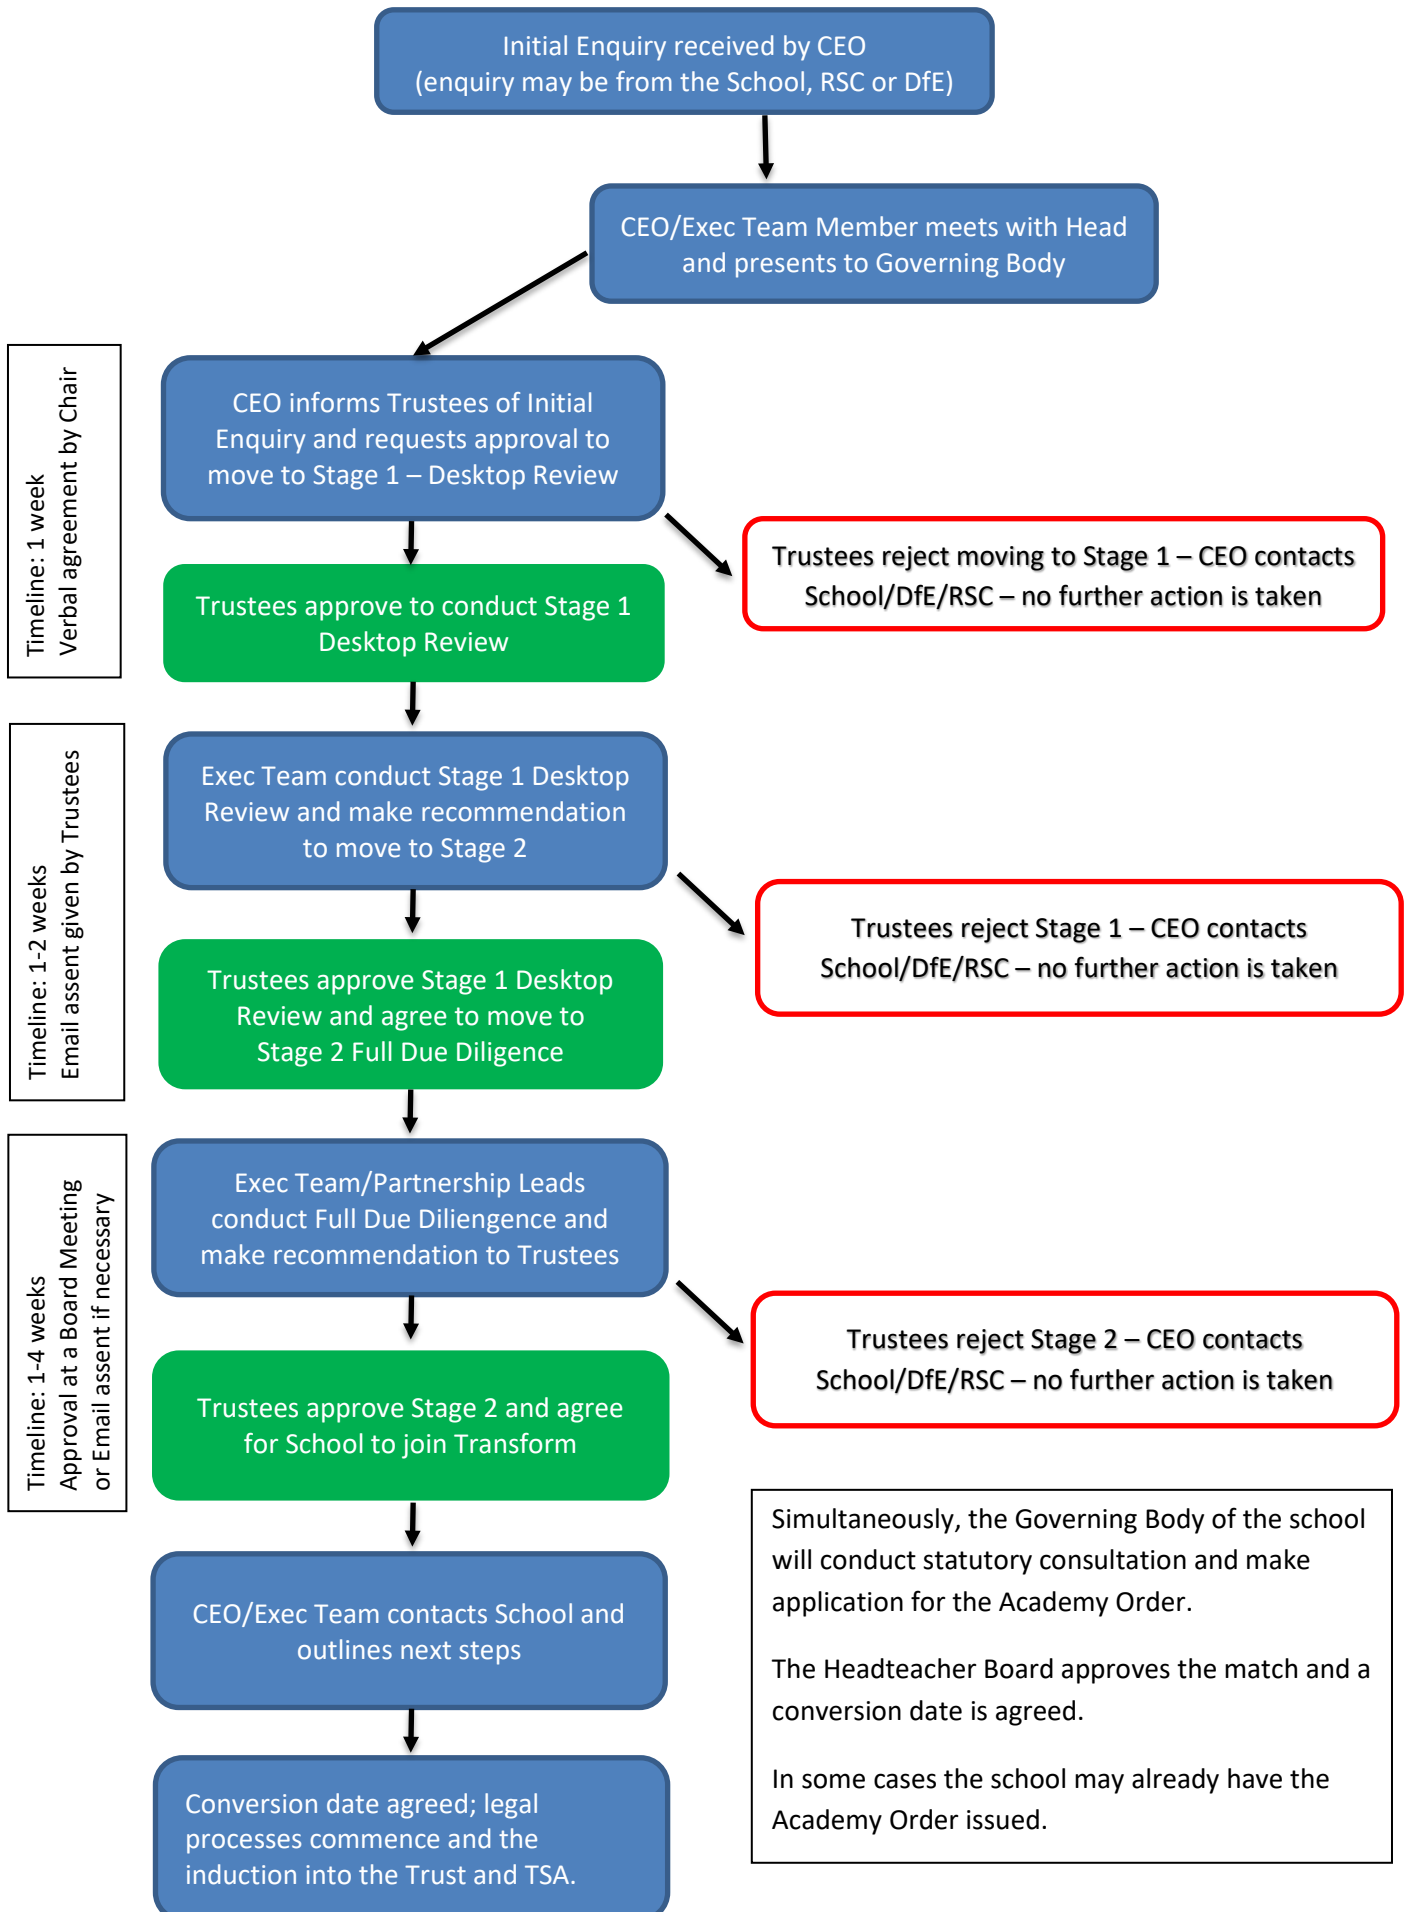 Initial Enquiry received by CEO
(enquiry may be from the School, RSC or DfE)
CEO/Exec Team Member meets with Head
and presents to Governing Body
Timeline: 1 week
Verbal agreement by Chair
CEO informs Trustees of Initial
Enquiry and requests approval to
move to Stage 1 – Desktop Review
Trustees reject moving to Stage 1 – CEO contacts
School/DfE/RSC – no further action is taken
Trustees approve to conduct Stage 1
Desktop Review
Timeline: 1-2 weeks
Email assent given by Trustees
Exec Team conduct Stage 1 Desktop
Review and make recommendation
to move to Stage 2
Trustees reject Stage 1 – CEO contacts
School/DfE/RSC – no further action is taken
Trustees approve Stage 1 Desktop
Review and agree to move to
Stage 2 Full Due Diligence
Timeline: 1-4 weeks
Approval at a Board Meeting
or Email assent if necessary
Exec Team/Partnership Leads
conduct Full Due Diliengence and
make recommendation to Trustees
Trustees reject Stage 2 – CEO contacts
School/DfE/RSC – no further action is taken
Trustees approve Stage 2 and agree
for School to join Transform
CEO/Exec Team contacts School and
outlines next steps
Conversion date agreed; legal
processes commence and the
induction into the Trust and TSA.
Simultaneously, the Governing Body of the school
will conduct statutory consultation and make
application for the Academy Order.
The Headteacher Board approves the match and a
conversion date is agreed.
In some cases the school may already have the
Academy Order issued.